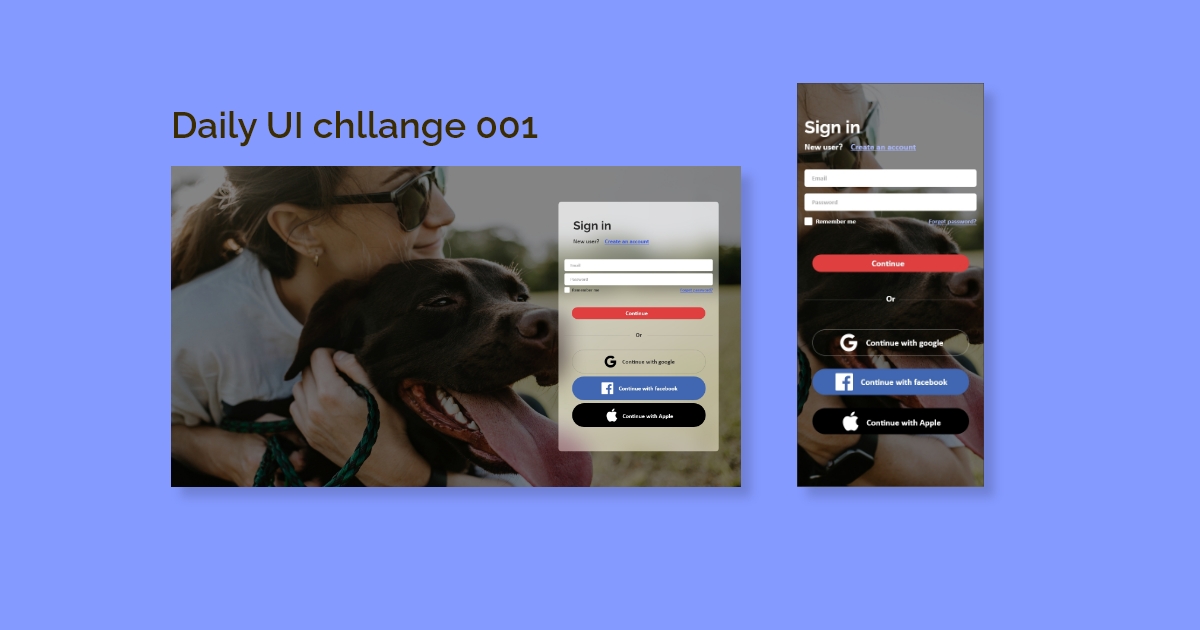 Daily UI chllange 001
Sign in
New user? Create an account
Email
Password
Remember me Forgot password?
Continue
Or
Continue with google
Continue with facebook
Continue with Apple
Sign in
New user? Create an account
Email
Password
Remember me Forgot password?
Continue
Or
Continue with google
Continue with facebook
Continue with Apple